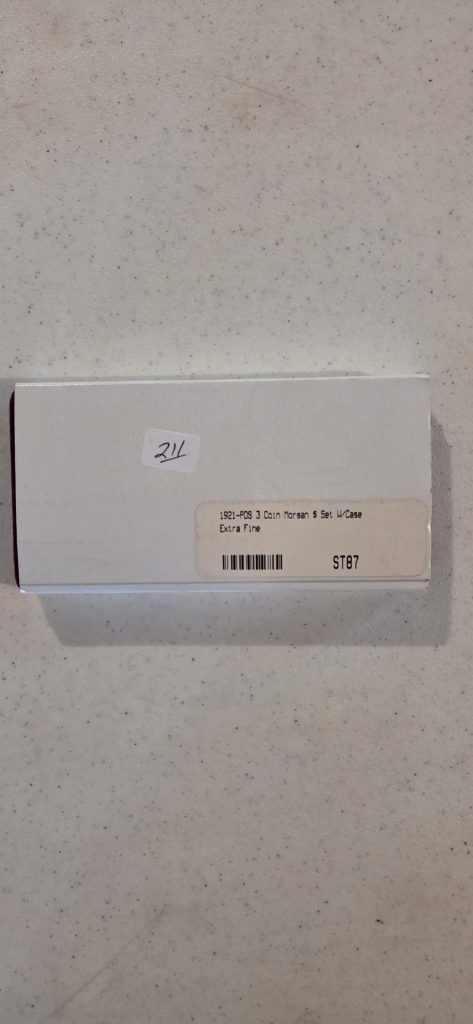 211
1921-PDS 3 Coin Morgan $ Set W/Case
Extra Fine
ST87